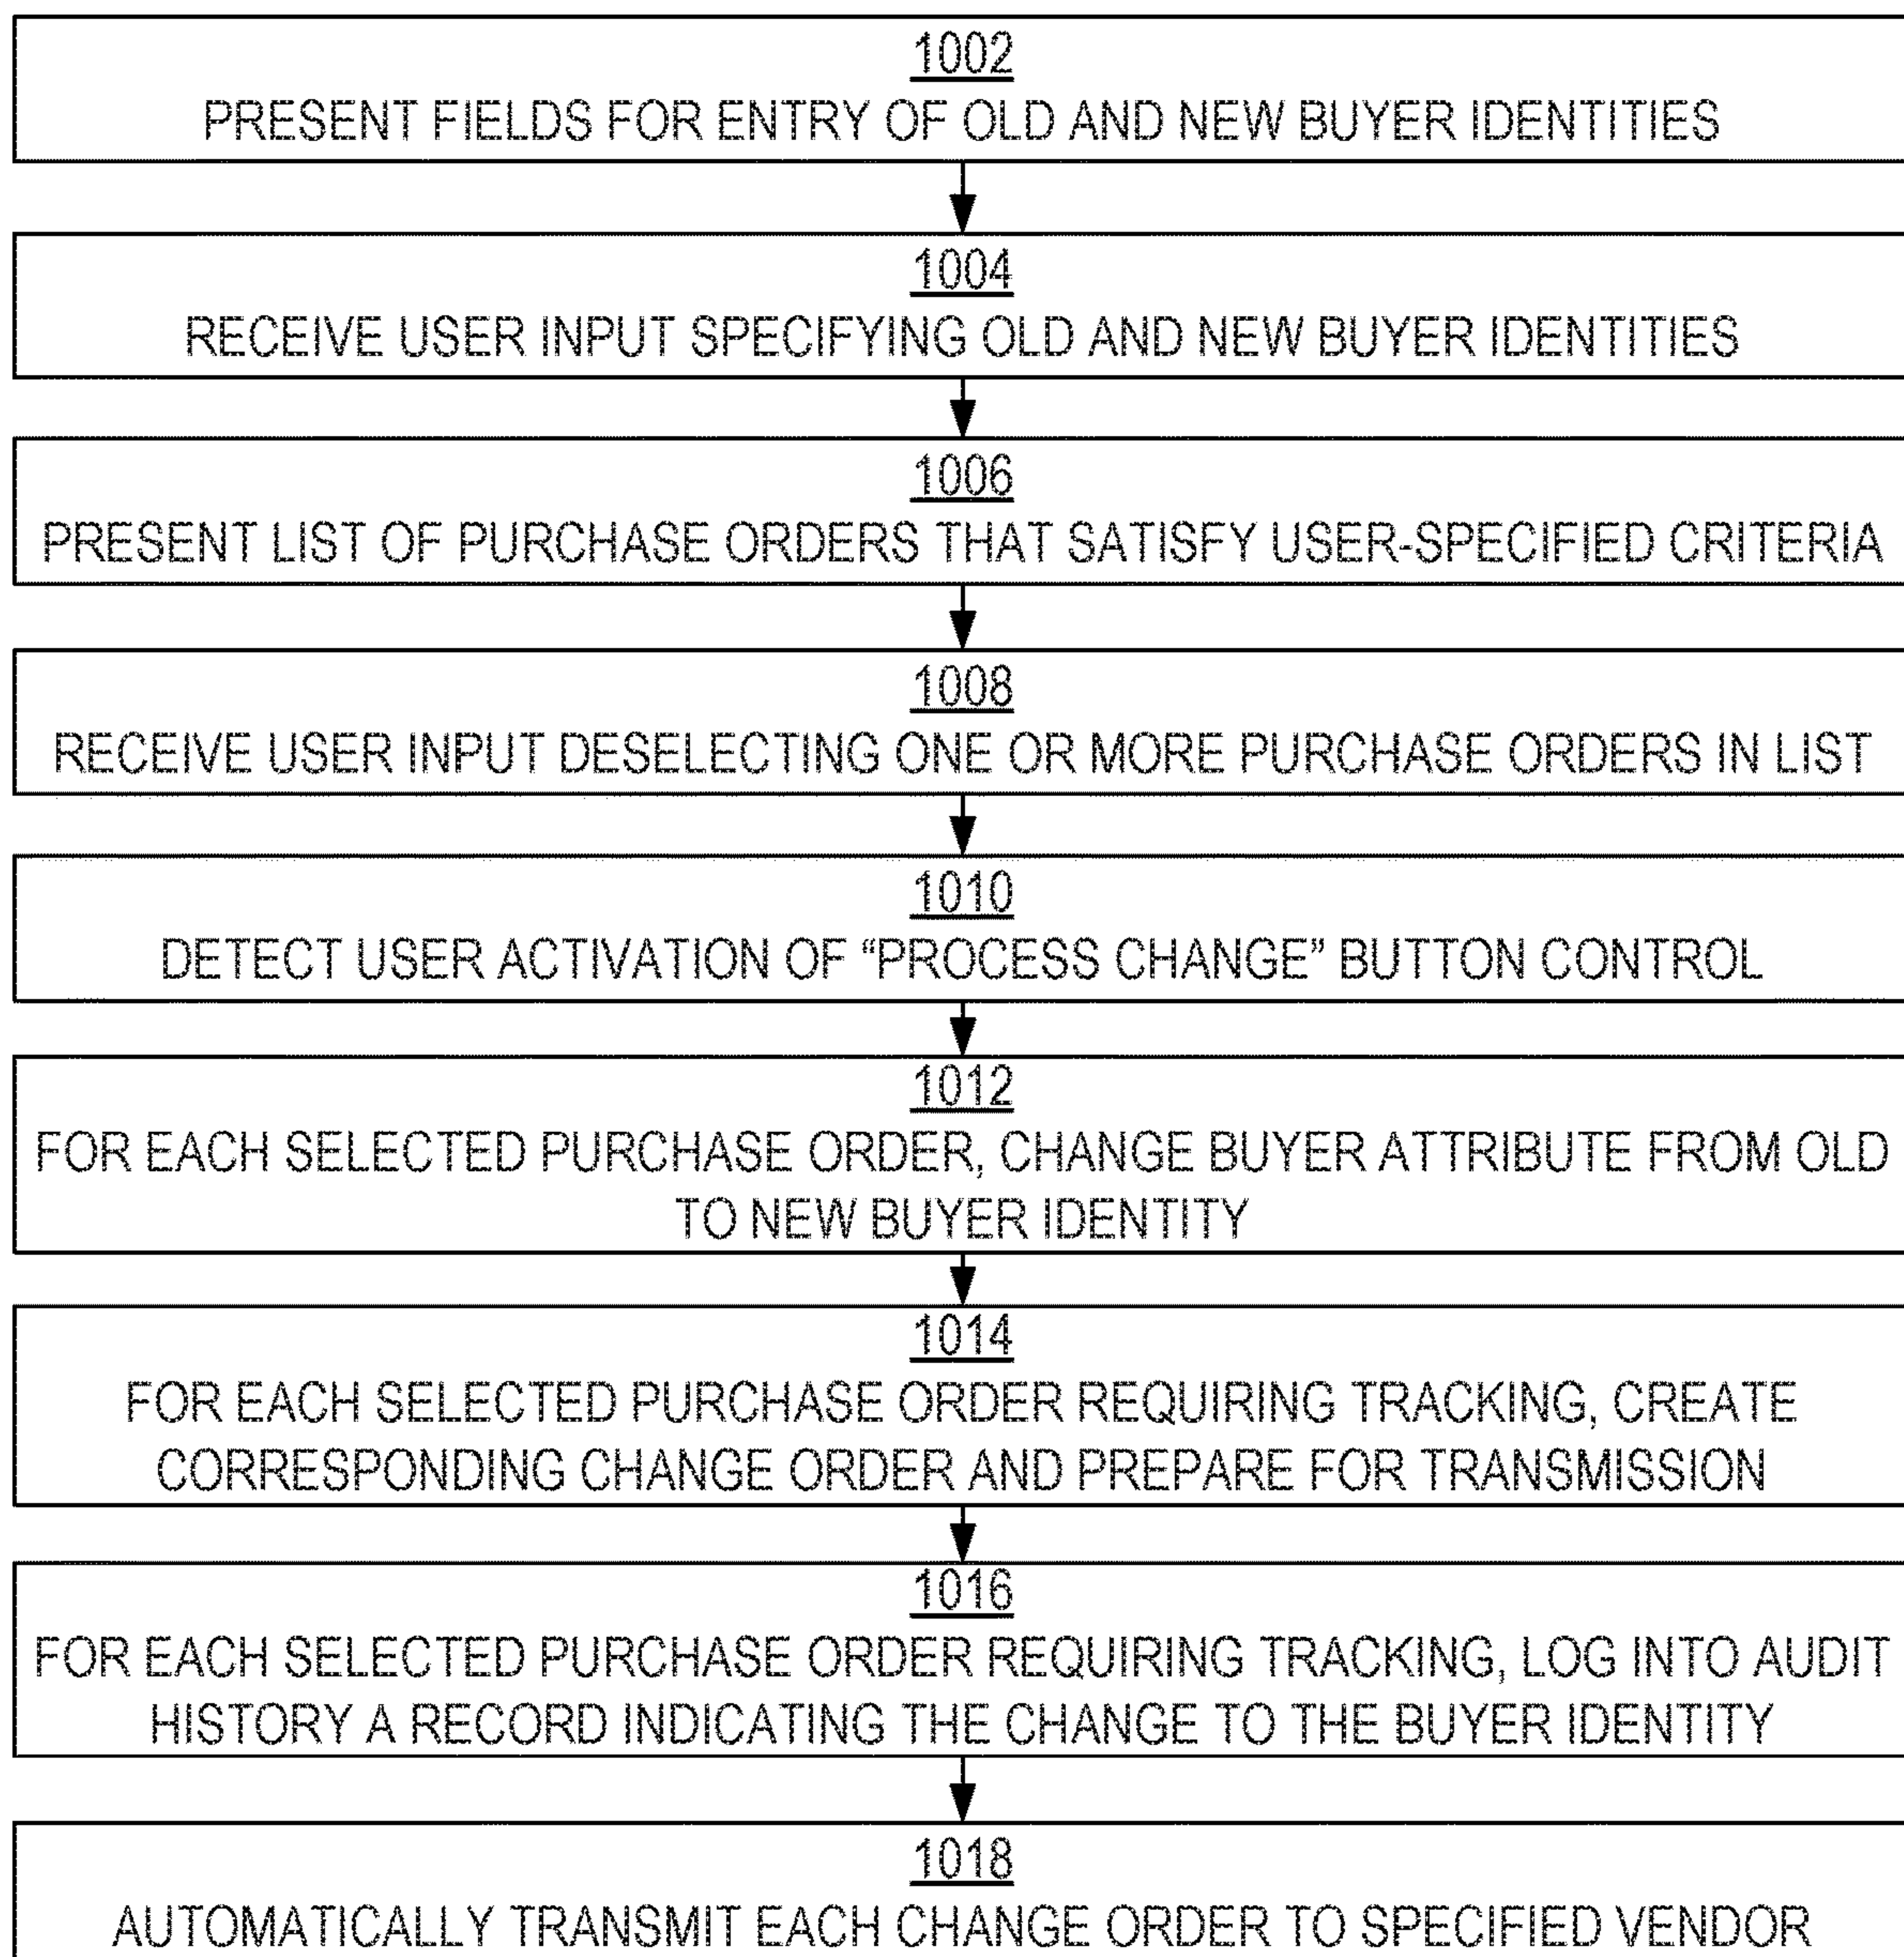 1002
PRESENT FIELDS FOR ENTRY OF OLD AND NEW BUYER IDENTITIES
1004
RECEIVE USER INPUT SPECIFYING OLD AND NEW BUYER IDENTITIES
1006
PRESENT LIST OF PURCHASE ORDERS THAT SATISFY USER-SPECIFIED CRITERIA
1008
RECEIVE USER INPUT DESELECTING ONE OR MORE PURCHASE ORDERS IN LIST
1010
DETECT USER ACTIVATION OF “PROCESS CHANGE” BUTTON CONTROL
1012
FOR EACH SELECTED PURCHASE ORDER, CHANGE BUYER ATTRIBUTE FROM OLD
TO NEW BUYER IDENTITY
1014
FOR EACH SELECTED PURCHASE ORDER REQUIRING TRACKING, CREATE
CORRESPONDING CHANGE ORDER AND PREPARE FOR TRANSMISSION
1016
FOR EACH SELECTED PURCHASE ORDER REQUIRING TRACKING, LOG INTO AUDIT
HISTORY A RECORD INDICATING THE CHANGE TO THE BUYER IDENTITY
1018
AUTOMATICALLY TRANSMIT EACH CHANGE ORDER TO SPECIFIED VENDOR